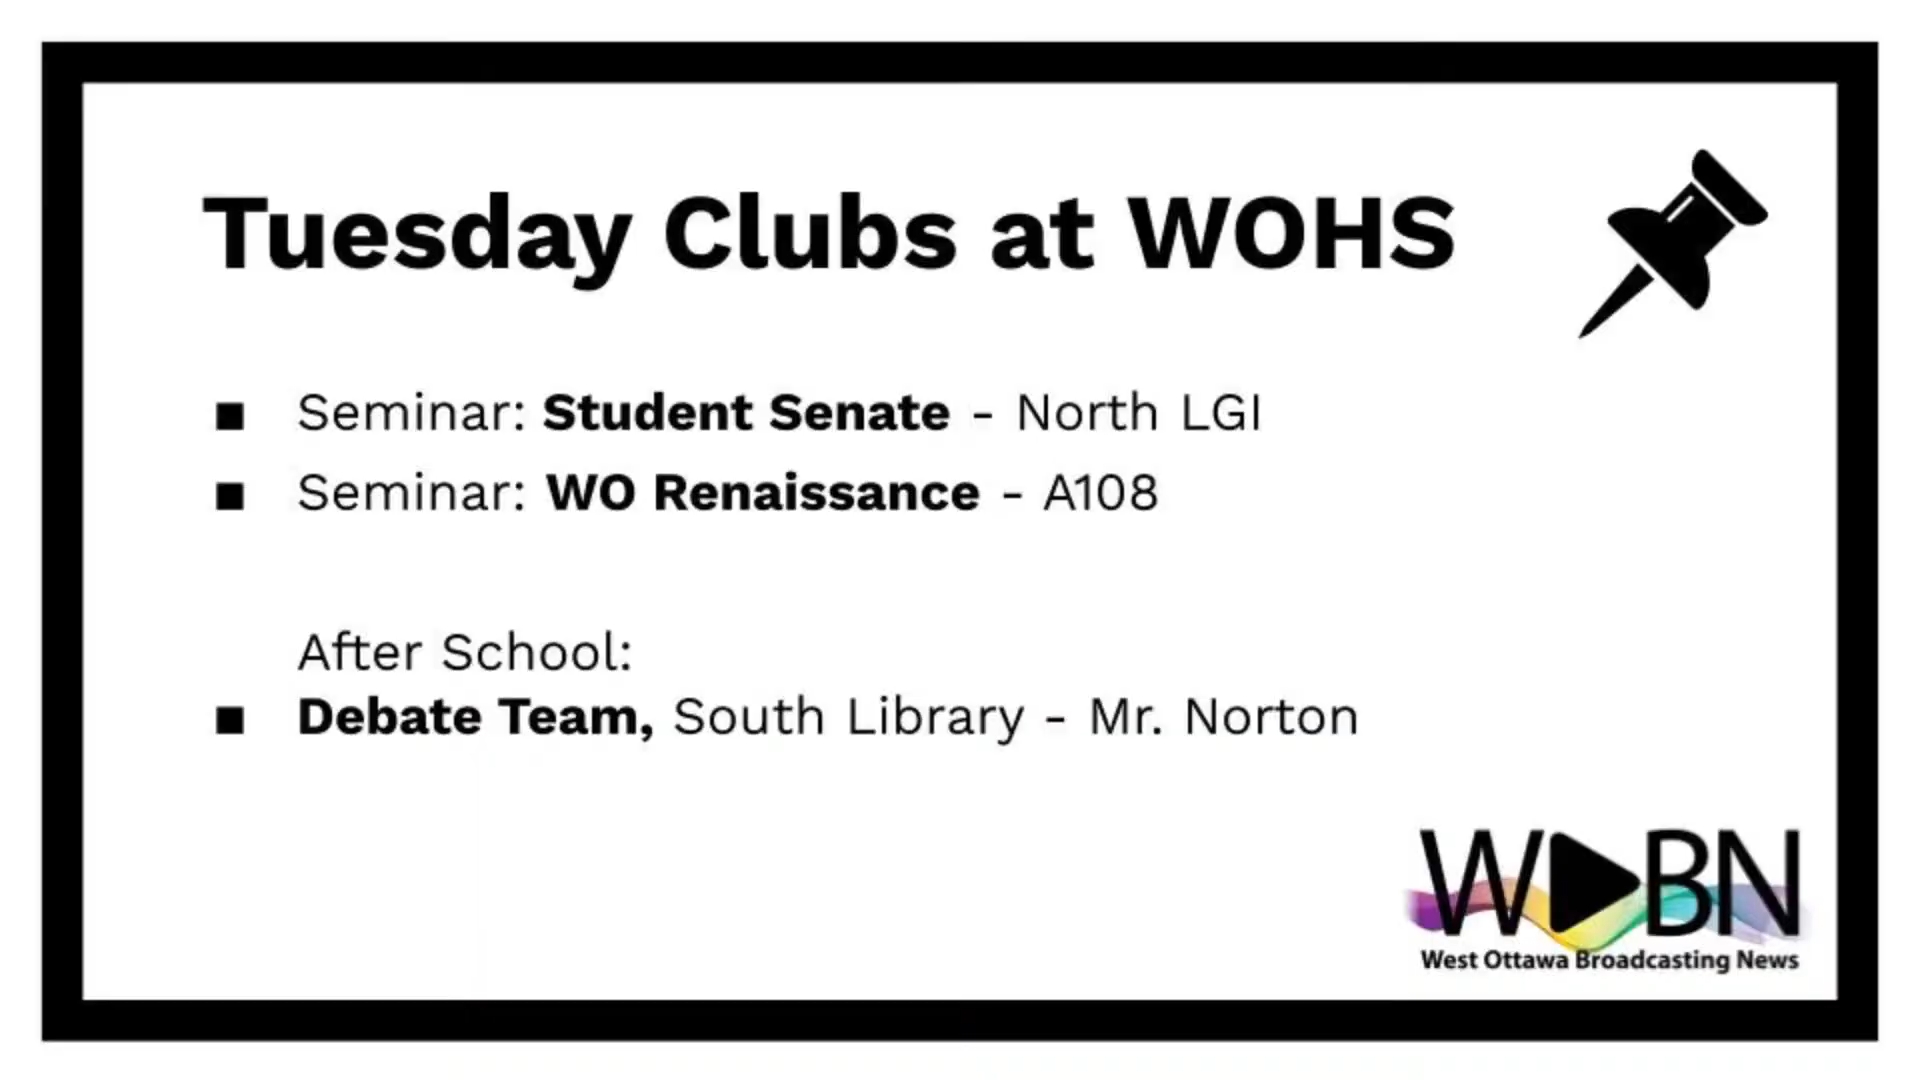 Tuesday Clubs at WOHS
■ Seminar: Student Senate - North LGI
■ Seminar: WO Renaissance - A108
After School:
■ Debate Team, South Library - Mr. Norton
WOBN
West Ottawa Broadcasting News